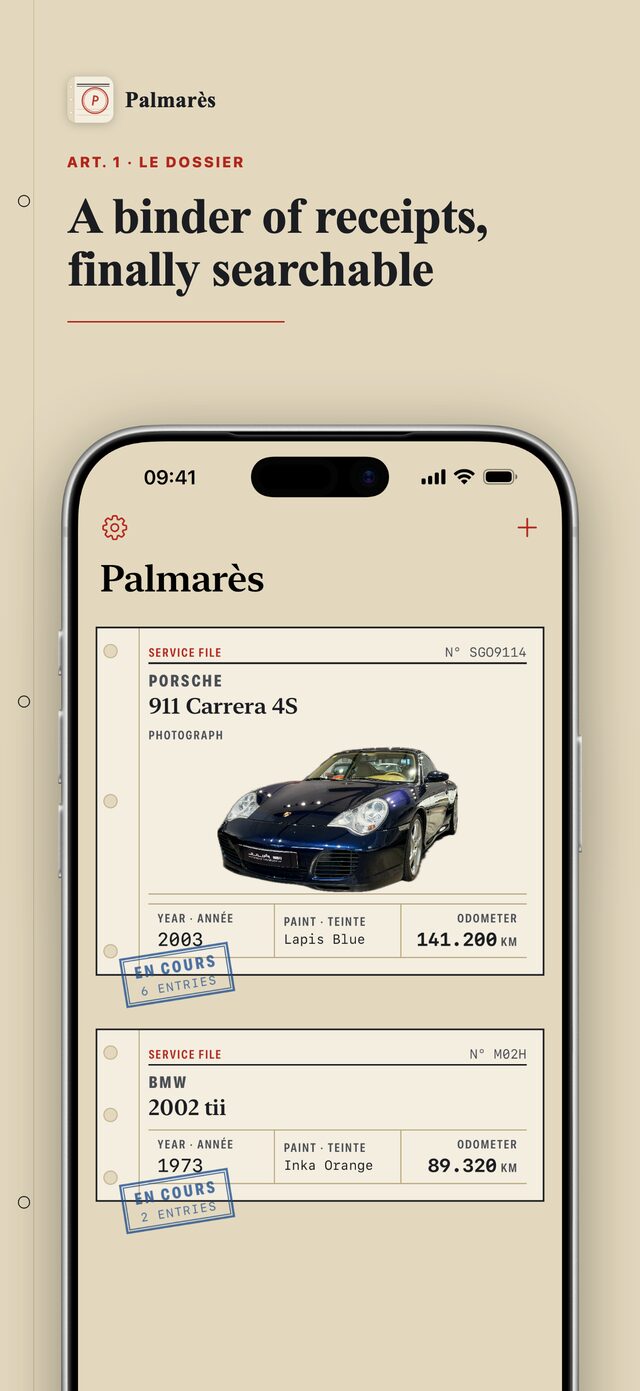 P
Palmarès
ART. 1 · LE DOSSIER
A binder of receipts,
finally searchable
09:41
Palmarès
SERVICE FILE
N° SGO9114
PORSCHE
911 Carrera 4S
PHOTOGRAPH
YEAR · ANNÉE
2003
PAINT · TEINTE
Lapis Blue
ODOMETER
141.200 KM
EN COURS
6 ENTRIES
SERVICE FILE
N° M02H
BMW
2002 tii
YEAR · ANNÉE
1973
PAINT · TEINTE
Inka Orange
ODOMETER
89.320 KM
EN COURS
2 ENTRIES